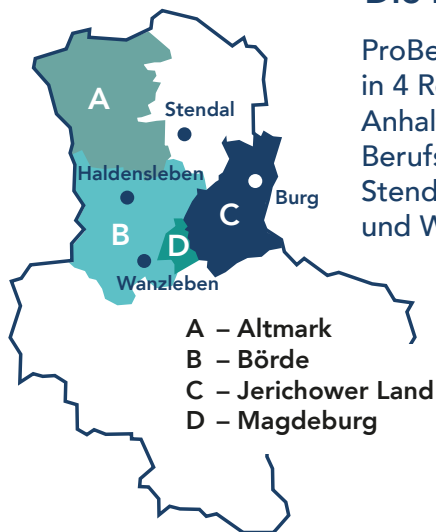 ProBe
in 4 R
Anhal
Berufs
Stend
und W
A
Stendal
Haldensleben
Burg
B
C
D
Wanzleben
A – Altmark
B – Börde
C – Jerichower Land
D – Magdeburg